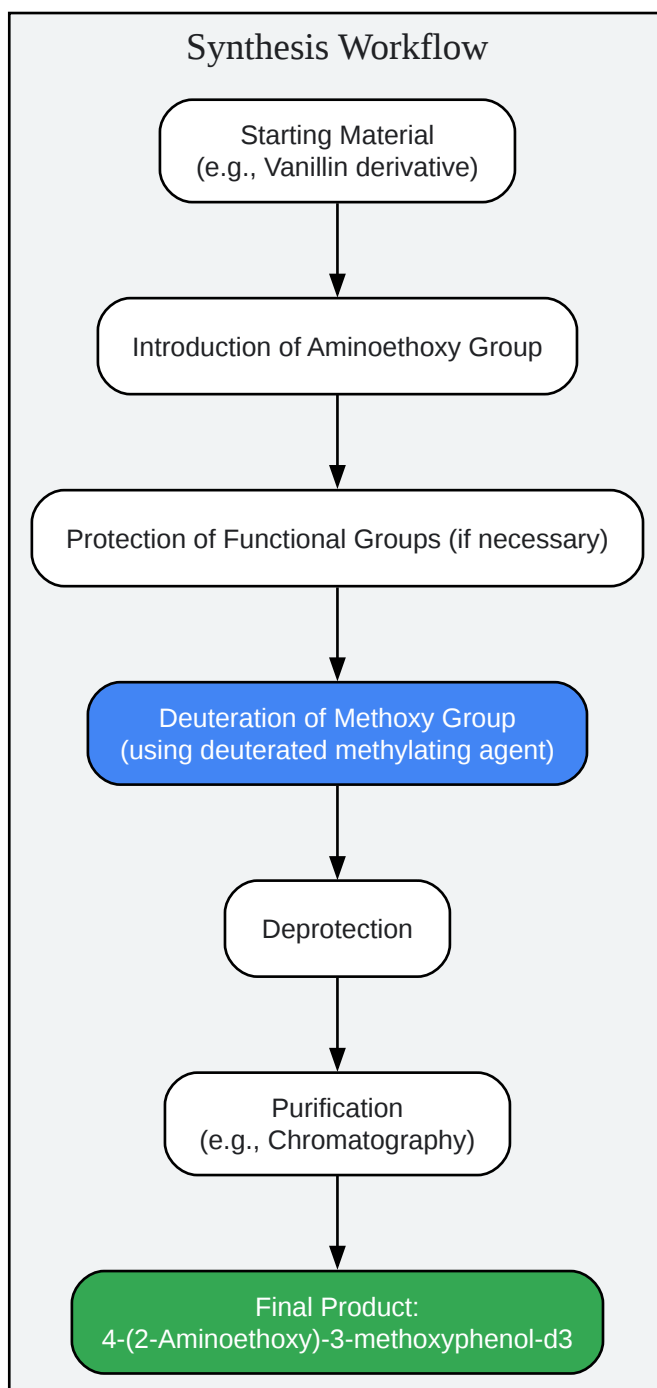 Synthesis Workflow
Starting Material
(e.g., Vanillin derivative)
Introduction of Aminoethoxy Group
Protection of Functional Groups (if necessary)
Deuteration of Methoxy Group
(using deuterated methylating agent)
Deprotection
Purification
(e.g., Chromatography)
Final Product:
4-(2-Aminoethoxy)-3-methoxyphenol-d3